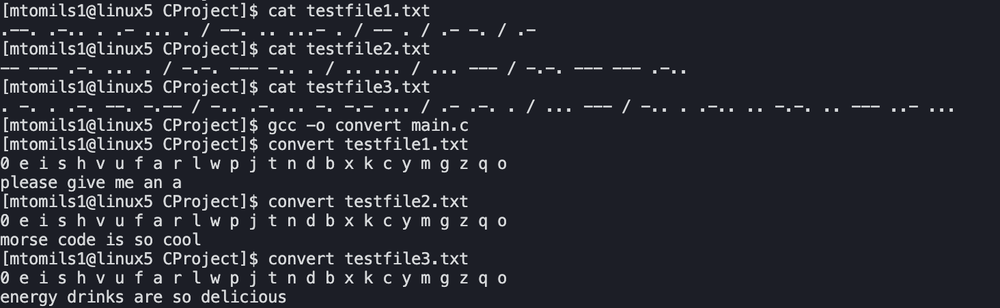 [mtomils1@linux5 CProject]$ cat testfile1.txt
.--. .-.. . .- ... . / --. .. ...- . / -- . / .- -. / .-
[mtomils1@linux5 CProject]$ cat testfile2.txt
-- --- .-. ... . / -.-. --- -.. . / .. ... / ... --- / -.-. --- --- .-..
[mtomils1@linux5 CProject]$ cat testfile3.txt
. -. . .-. --. -.-- / -.. .-. .. -. -.- ... / .- .-. . / ... --- / -.. . .-.. .. -.-. .. --- ..- ...
[mtomils1@linux5 CProject]$ gcc -o convert main.c
[mtomils1@linux5 CProject]$ convert testfile1.txt
0 e i s h v u f a r l w p j t n d b x k c y m g z q o
please give me an a
[mtomils1@linux5 CProject]$ convert testfile2.txt
0 e i s h v u f a r l w p j t n d b x k c y m g z q o
morse code is so cool
[mtomils1@linux5 CProject]$ convert testfile3.txt
0 e i s h v u f a r l w p j t n d b x k c y m g z q o
energy drinks are so delicious